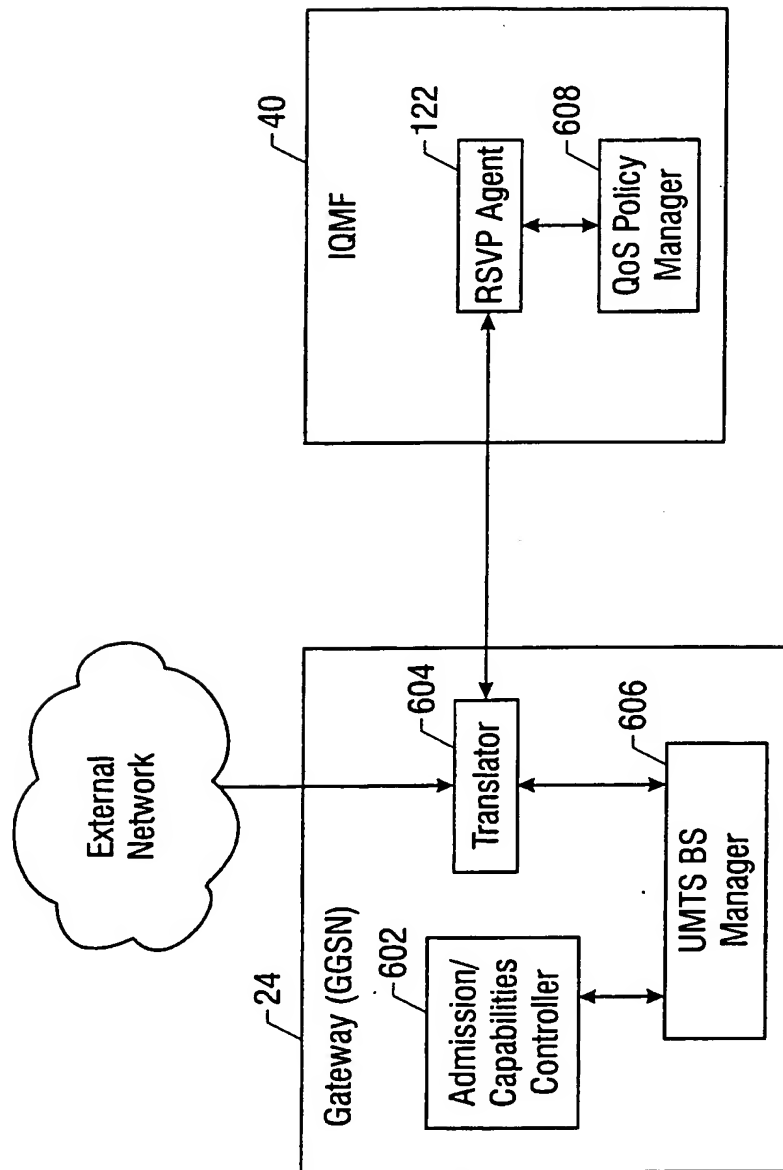 External
Network
24
Gateway (GGSN)
602
Admission/
Capabilities
Controller
604
Translator
606
UMTS BS
Manager
40
IQMF
122
RSVP Agent
608
QoS Policy
Manager